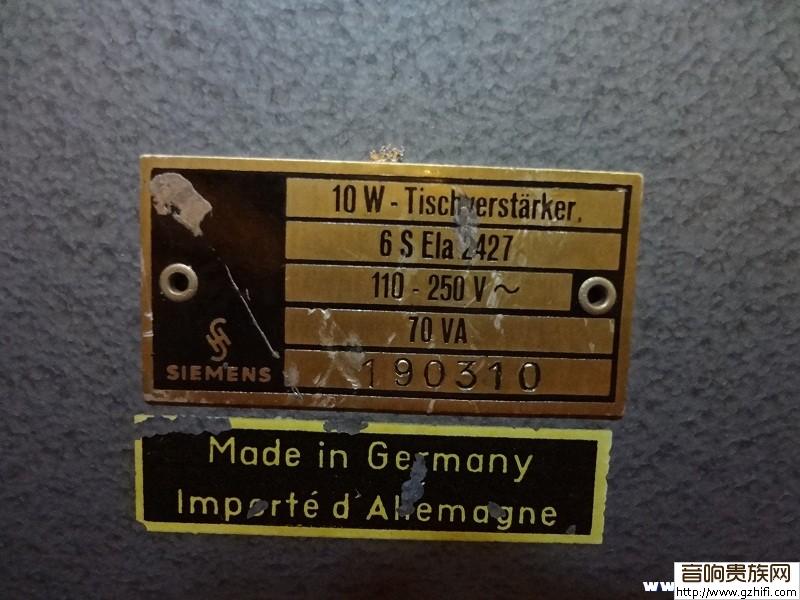 10 W - Tischverstärker.
6 S Ela 2427
110 - 250 V ~
70 VA
190310
SIEMENS
Made in Germany
Importé d'Allemagne
音响贵族网
http://www.gzhifi.com